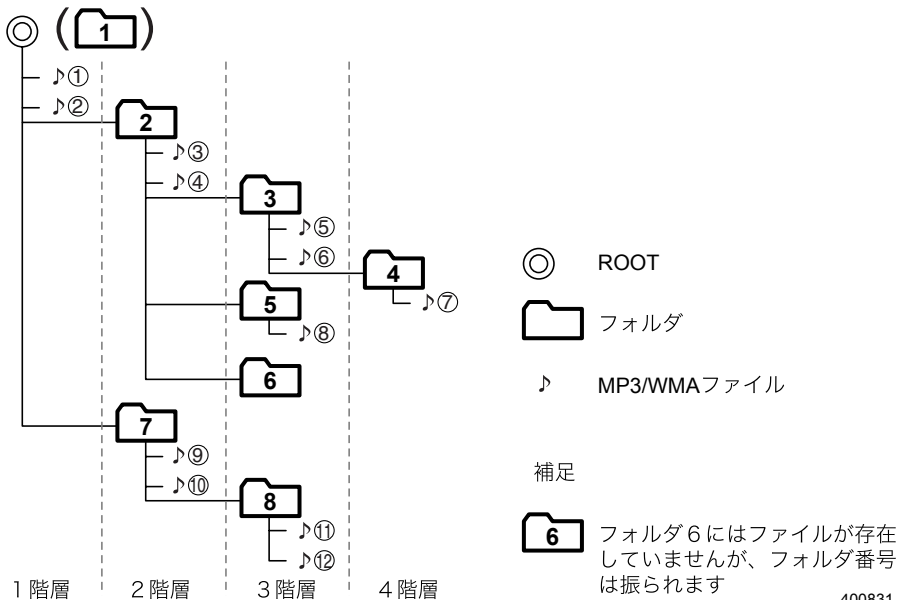 (1)
♪①
♪②
2
♪③
♪④
3
♪⑤
♪⑥
4
♪⑦
5
♪⑧
6
7
♪⑨
♪⑩
8
♪⑪
♪⑫
1階層 2階層 3階層 4階層
ROOT
フォルダ
♪ MP3/WMAファイル
補足
6 フォルダ6にはファイルが存在
していませんが、フォルダ番号
は振られます
400831